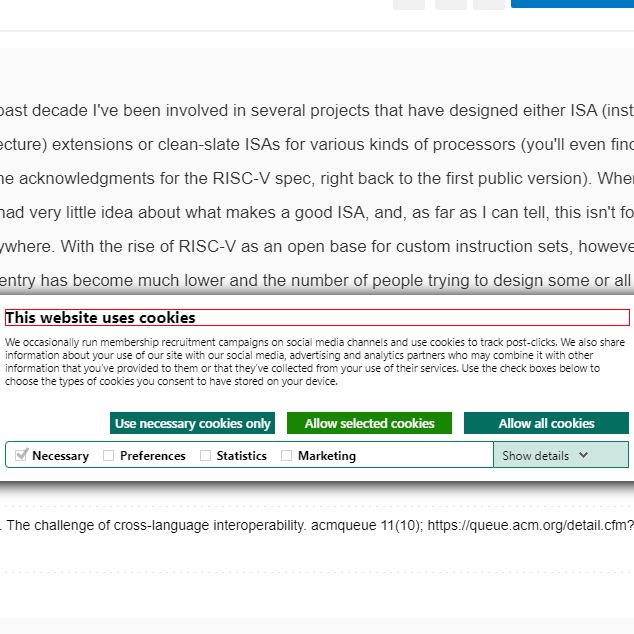 past decade I've been involved in several projects that have designed either ISA (inst
ecture) extensions or clean-slate ISAs for various kinds of processors (you'll even find
he acknowledgments for the RISC-V spec, right back to the first public version). When
had very little idea about what makes a good ISA, and, as far as I can tell, this isn't fo
ywhere. With the rise of RISC-V as an open base for custom instruction sets, however
entry has become much lower and the number of people trying to design some or all
This website uses cookies
We occasionally run membership recruitment campaigns on social media channels and use cookies to track post-clicks. We also share
information about your use of our site with our social media, advertising and analytics partners who may combine it with other
information that you've provided to them or that they've collected from your use of their services. Use the check boxes below to
choose the types of cookies you consent to have stored on your device.
Use necessary cookies only Allow selected cookies Allow all cookies
Necessary Preferences Statistics Marketing Show details
. The challenge of cross-language interoperability. acmqueue 11(10); https://queue.acm.org/detail.cfm?